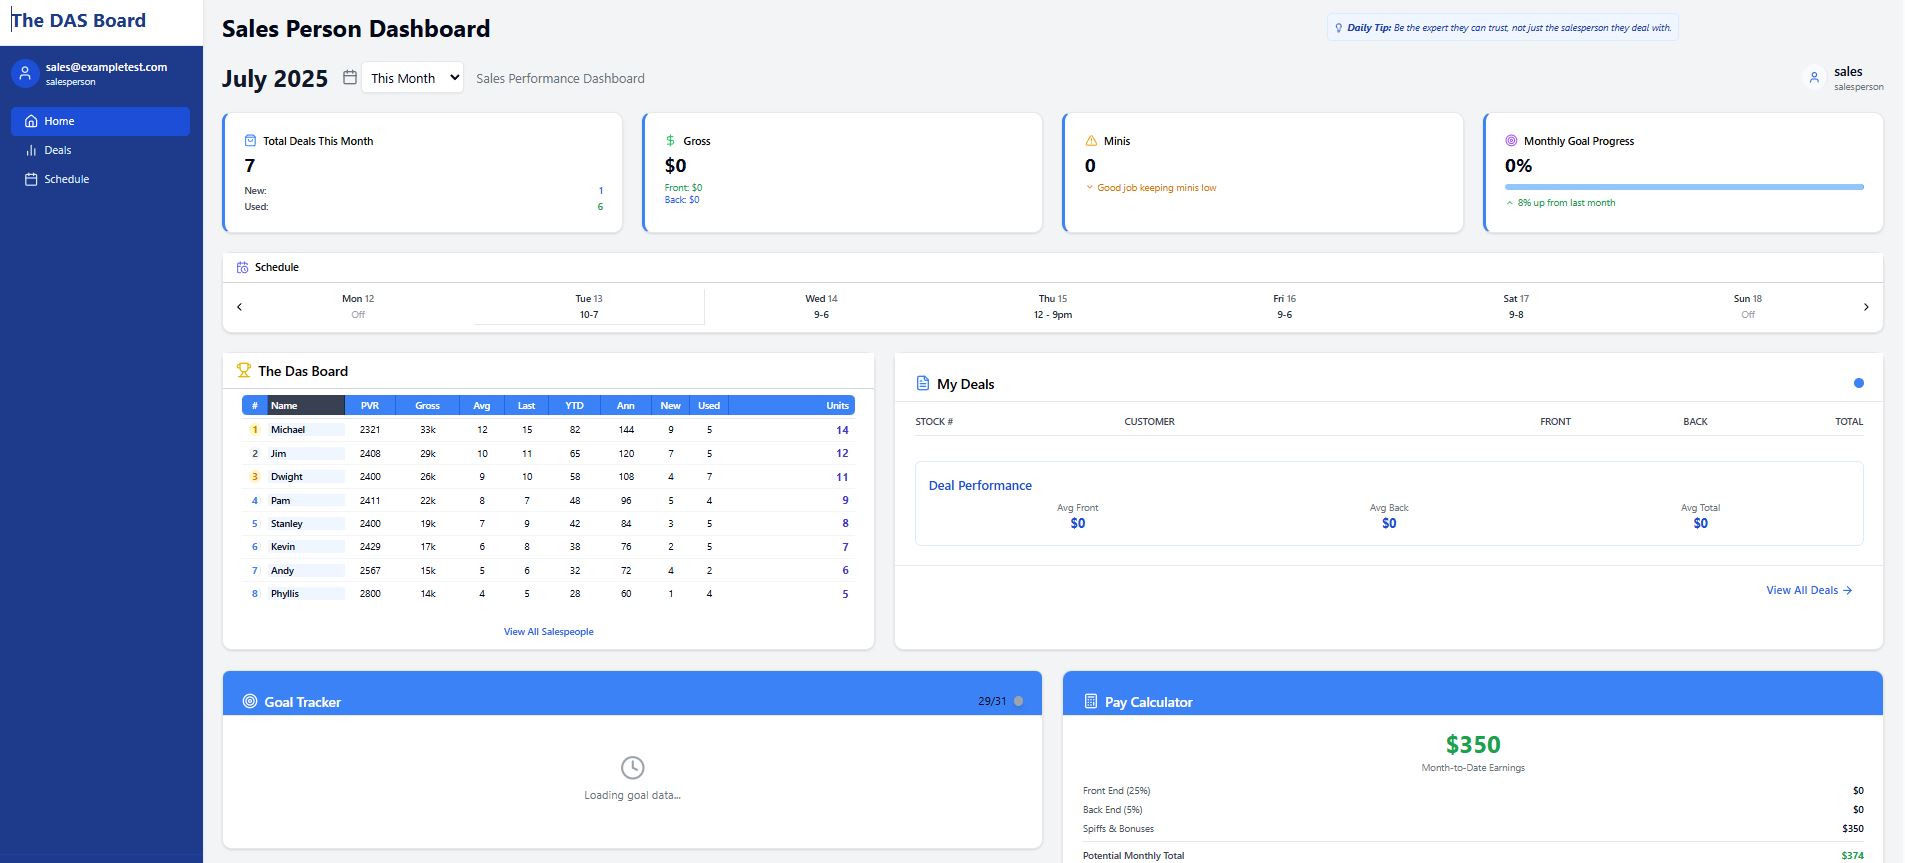 The DAS Board
sales@exampletest.com
salesperson
Home
Deals
Schedule
Sales Person Dashboard
Daily Tip: Be the expert they can trust, not just the salesperson they deal with.
July 2025 This Month Sales Performance Dashboard
sales
salesperson
Total Deals This Month
7
New: 1
Used: 6
Gross
$0
Front: $0
Back: $0
Minis
0
Good job keeping minis low
Monthly Goal Progress
0%
8% up from last month
Schedule
Mon 12 Tue 13 Wed 14 Thu 15 Fri 16 Sat 17 Sun 18
Off 10-7 9-6 12 - 9pm 9-6 9-8 Off
The Das Board
# Name PVR Gross Avg Last YTD Ann New Used Units
1 Michael 2321 33k 12 15 82 144 9 5 14
2 Jim 2408 29k 10 11 65 120 7 5 12
3 Dwight 2400 26k 9 10 58 108 4 7 11
4 Pam 2411 22k 8 7 48 96 5 4 9
5 Stanley 2400 19k 7 9 42 84 3 5 8
6 Kevin 2429 17k 6 8 38 76 2 5 7
7 Andy 2567 15k 5 6 32 72 4 2 6
8 Phyllis 2800 14k 4 5 28 60 1 4 5
View All Salespeople
My Deals
STOCK # CUSTOMER FRONT BACK TOTAL
Deal Performance
Avg Front Avg Back Avg Total
$0 $0 $0
View All Deals →
Goal Tracker 29/31
Loading goal data...
Pay Calculator
$350
Month-to-Date Earnings
Front End (25%) $0
Back End (5%) $0
Spiffs & Bonuses $350
Potential Monthly Total $374